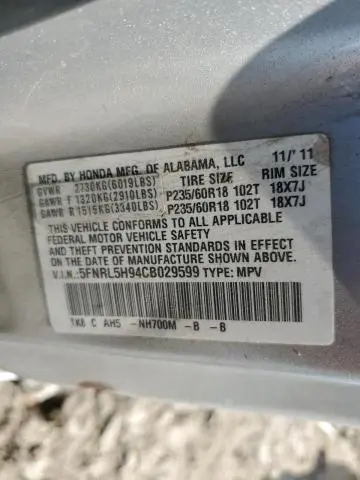 MFD. BY HONDA MFG. OF ALABAMA, LLC 11/'11
TIRE SIZE RIM SIZE
GVWR 2730KG(6019LBS)
GAWR F 1320KG(2910LBS) P235/60R18 102T 18X7J
GAWR R 1515KG(3340LBS) P235/60R18 102T 18X7J
THIS VEHICLE CONFORMS TO ALL APPLICABLE
FEDERAL MOTOR VEHICLE SAFETY
AND THEFT PREVENTION STANDARDS IN EFFECT
ON THE DATE OF MANUFACTURE SHOWN ABOVE.
V.I.N: 5FNRL5H94CB029599 TYPE: MPV
TK8 C AH5 -NH700M -B -B